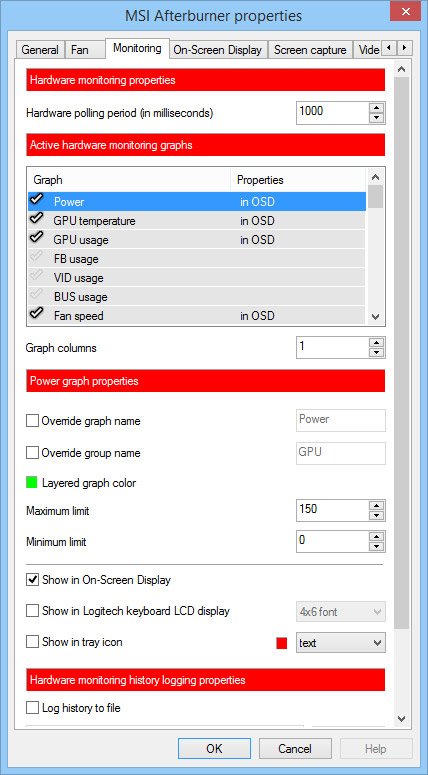 MSI Afterburner properties
General Fan Monitoring On-Screen Display Screen capture Vide
Hardware monitoring properties
Hardware polling period (in milliseconds) 1000
Active hardware monitoring graphs
Graph Properties
Power in OSD
GPU temperature in OSD
GPU usage in OSD
FB usage
VID usage
BUS usage
Fan speed in OSD
Graph columns 1
Power graph properties
Override graph name Power
Override group name GPU
Layered graph color
Maximum limit 150
Minimum limit 0
Show in On-Screen Display
Show in Logitech keyboard LCD display 4x6 font
Show in tray icon text
Hardware monitoring history logging properties
Log history to file
OK Cancel Help